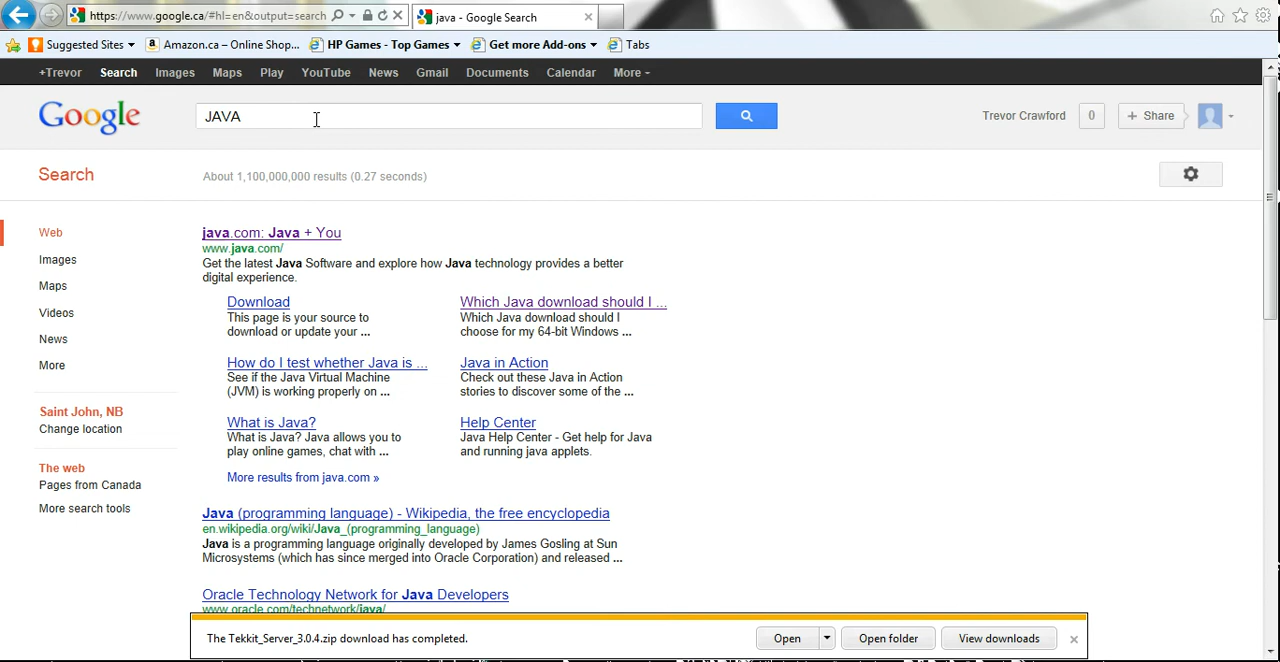 https://www.google.ca/#hl=en&output=search
java - Google Search
Suggested Sites
Amazon.ca – Online Shop...
HP Games - Top Games
Get more Add-ons
Tabs
+Trevor Search Images Maps Play YouTube News Gmail Documents Calendar More
Google
JAVA
Trevor Crawford
0
+ Share
Search
About 1,100,000,000 results (0.27 seconds)
Web
Images
Maps
Videos
News
More
Saint John, NB
Change location
The web
Pages from Canada
More search tools
java.com: Java + You
www.java.com/
Get the latest Java Software and explore how Java technology provides a better
digital experience.
Download
This page is your source to
download or update your ...
Which Java download should I ...
Which Java download should I
choose for my 64-bit Windows ...
How do I test whether Java is ...
See if the Java Virtual Machine
(JVM) is working properly on ...
Java in Action
Check out these Java in Action
stories to discover some of the ...
What is Java?
What is Java? Java allows you to
play online games, chat with ...
Help Center
Java Help Center - Get help for Java
and running java applets.
More results from java.com »
Java (programming language) - Wikipedia, the free encyclopedia
en.wikipedia.org/wiki/Java_(programming_language)
Java is a programming language originally developed by James Gosling at Sun
Microsystems (which has since merged into Oracle Corporation) and released ...
Oracle Technology Network for Java Developers
www.oracle.com/technetwork/java/
The Tekkit_Server_3.0.4.zip download has completed.
Open
Open folder
View downloads